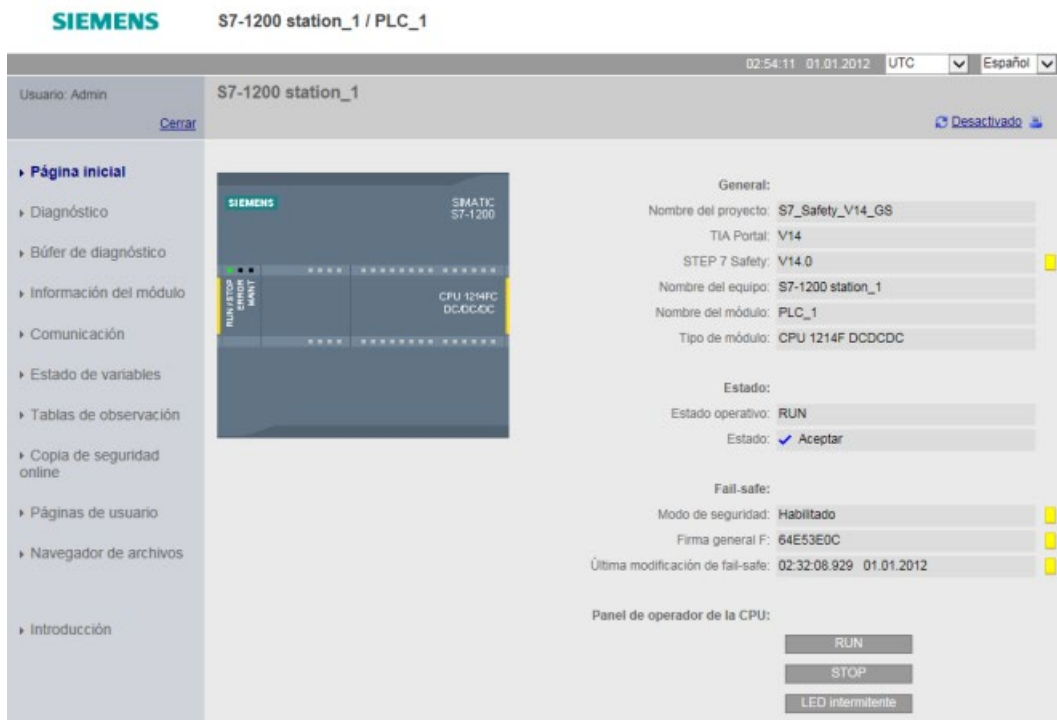 SIEMENS S7-1200 station_1 / PLC_1
02:54:11 01.01.2012 UTC Español
Usuario: Admin S7-1200 station_1
Cerrar Desactivado
Página inicial
Diagnóstico
Búfer de diagnóstico
Información del módulo
Comunicación
Estado de variables
Tablas de observación
Copia de seguridad
online
Páginas de usuario
Navegador de archivos
Introducción
SIEMENS SIMATIC
S7-1200
RUN / STOP
ERROR
MAINT
CPU 1214FC
DC/DC/DC
General:
Nombre del proyecto: S7_Safety_V14_GS
TIA Portal: V14
STEP 7 Safety: V14.0
Nombre del equipo: S7-1200 station_1
Nombre del módulo: PLC_1
Tipo de módulo: CPU 1214F DCDCDC
Estado:
Estado operativo: RUN
Estado: Aceptar
Fail-safe:
Modo de seguridad: Habilitado
Firma general F: 64E53E0C
Última modificación de fail-safe: 02:32:08.929 01.01.2012
Panel de operador de la CPU:
RUN
STOP
LED intermitente